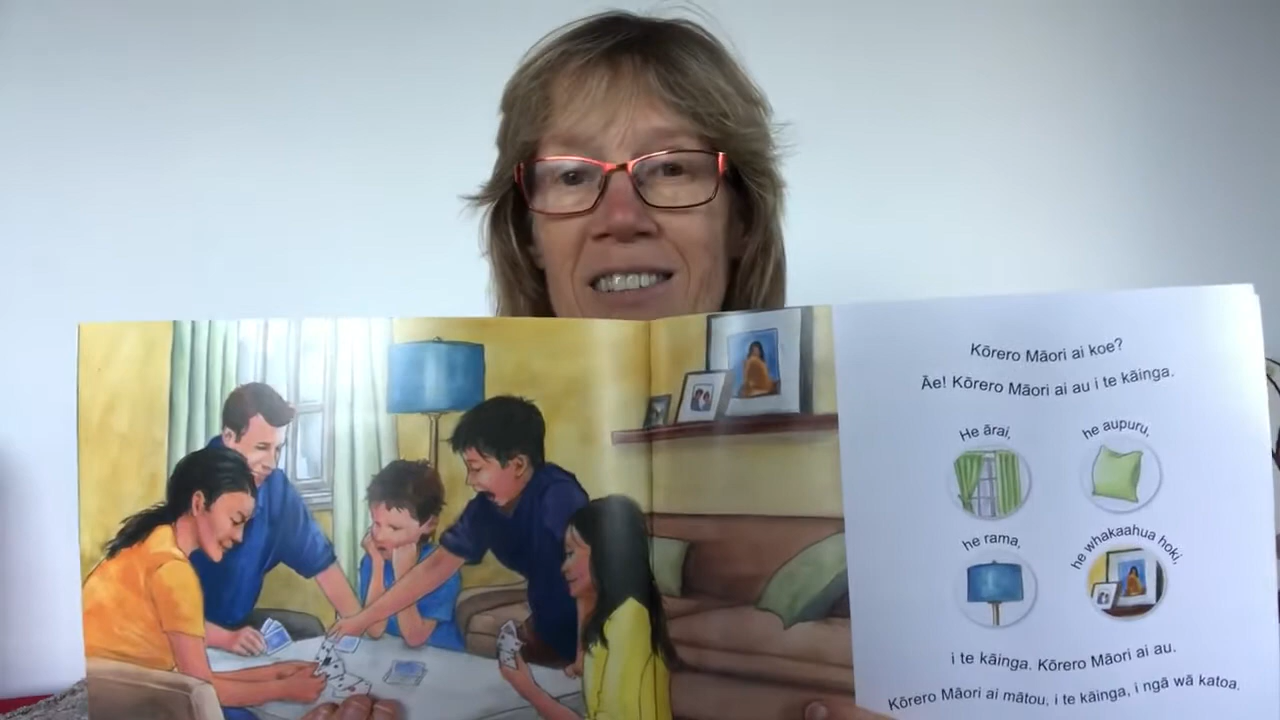 Kōrero Māori ai koe?
Āe! Kōrero Māori ai au i te kāinga.
He ārai,
he aupuru,
he rama,
he whakaahua hoki,
i te kāinga. Kōrero Māori ai au.
Kōrero Māori ai mātou, i te kāinga, i ngā wā katoa.